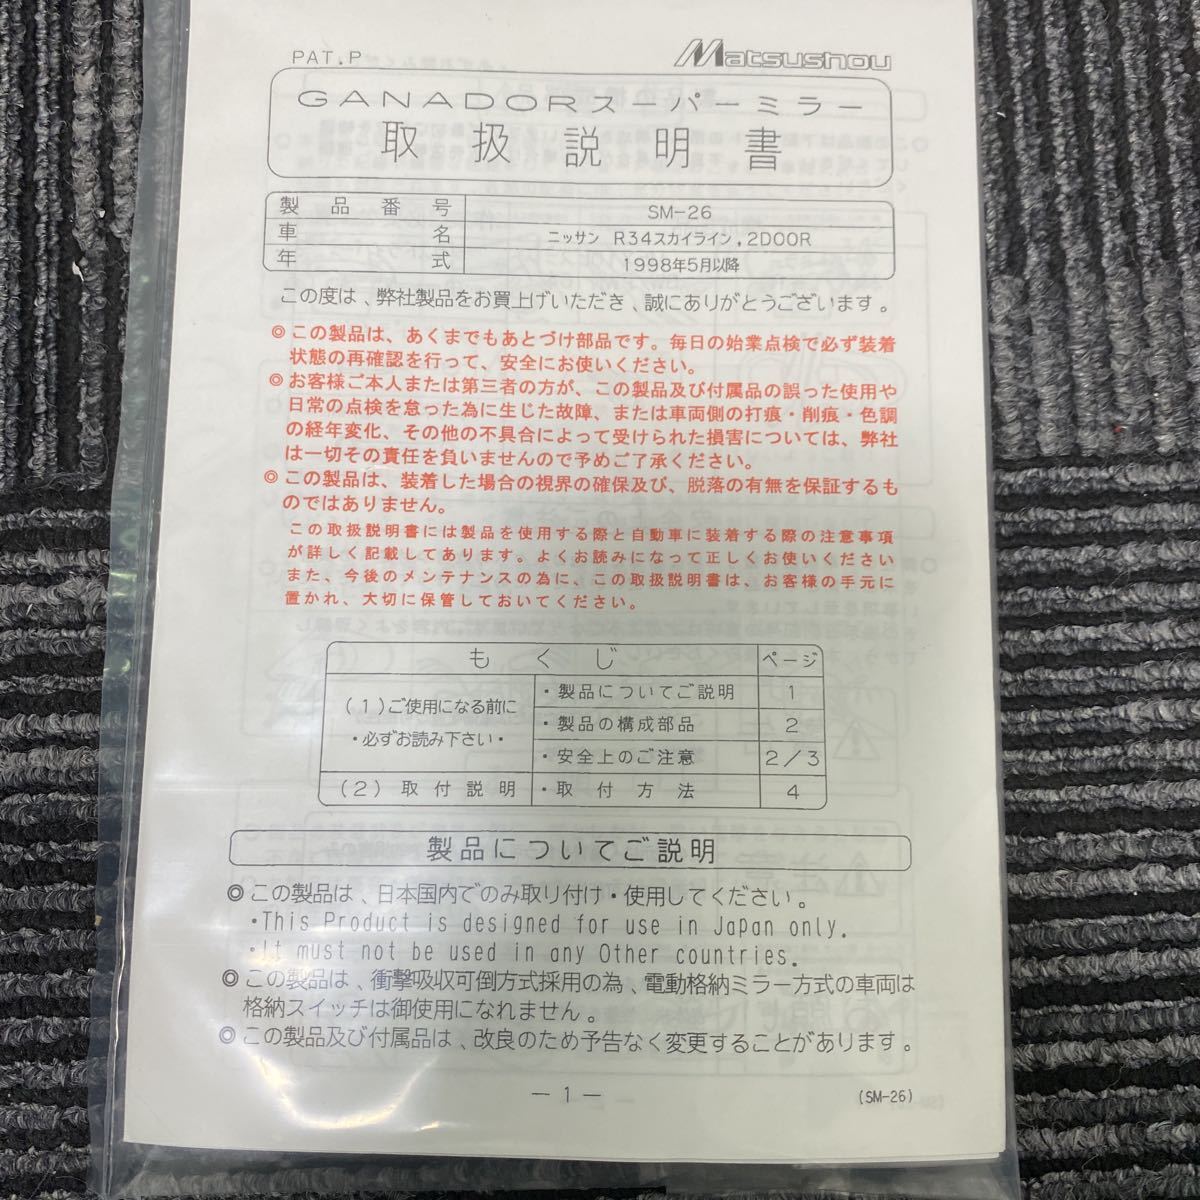 PAT.P
Matsushou
GANADORスーパーミラー
取扱説明書
製品番号 SM-26
車名 ニッサン R34スカイライン,2DOOR
年式 1998年5月以降
この度は、弊社製品をお買上げいただき、誠にありがとうございます。
◎この製品は、あくまでもあとづけ部品です。毎日の始業点検で必ず装着
状態の再確認を行って、安全にお使いください。
◎お客様ご本人または第三者の方が、この製品及び付属品の誤った使用や
日常の点検を怠った為に生じた故障、または車両側の打痕・削痕・色調
の経年変化、その他の不具合によって受けられた損害については、弊社
は一切その責任を負いませんので予めご了承ください。
◎この製品は、装着した場合の視界の確保及び、脱落の有無を保証するも
のではありません。
この取扱説明書には製品を使用する際と自動車に装着する際の注意事項
が詳しく記載してあります。よくお読みになって正しくお使いください
また、今後のメンテナンスの為に、この取扱説明書は、お客様の手元に
置かれ、大切に保管しておいてください。
もくじ ページ
(1)ご使用になる前に
・必ずお読み下さい・
・製品についてご説明 1
・製品の構成部品 2
・安全上のご注意 2/3
(2)取付説明 ・取付方法 4
製品についてご説明
◎この製品は、日本国内でのみ取り付け・使用してください。
・This Product is designed for use in Japan only.
・It must not be used in any Other countries.
◎この製品は、衝撃吸収可倒方式採用の為、電動格納ミラー方式の車両は
格納スイッチは御使用になれません。
◎この製品及び付属品は、改良のため予告なく変更することがあります。
— 1 —
(SM-26)